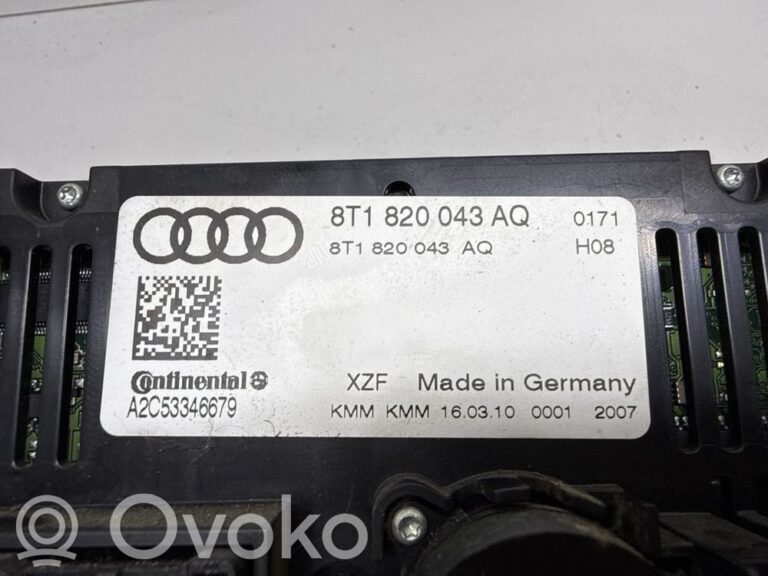 8T1 820 043 AQ 0171
8T1 820 043 AQ H08
Continental
XZF Made in Germany
A2C53346679
KMM KMM 16.03.10 0001 2007
Ovoko